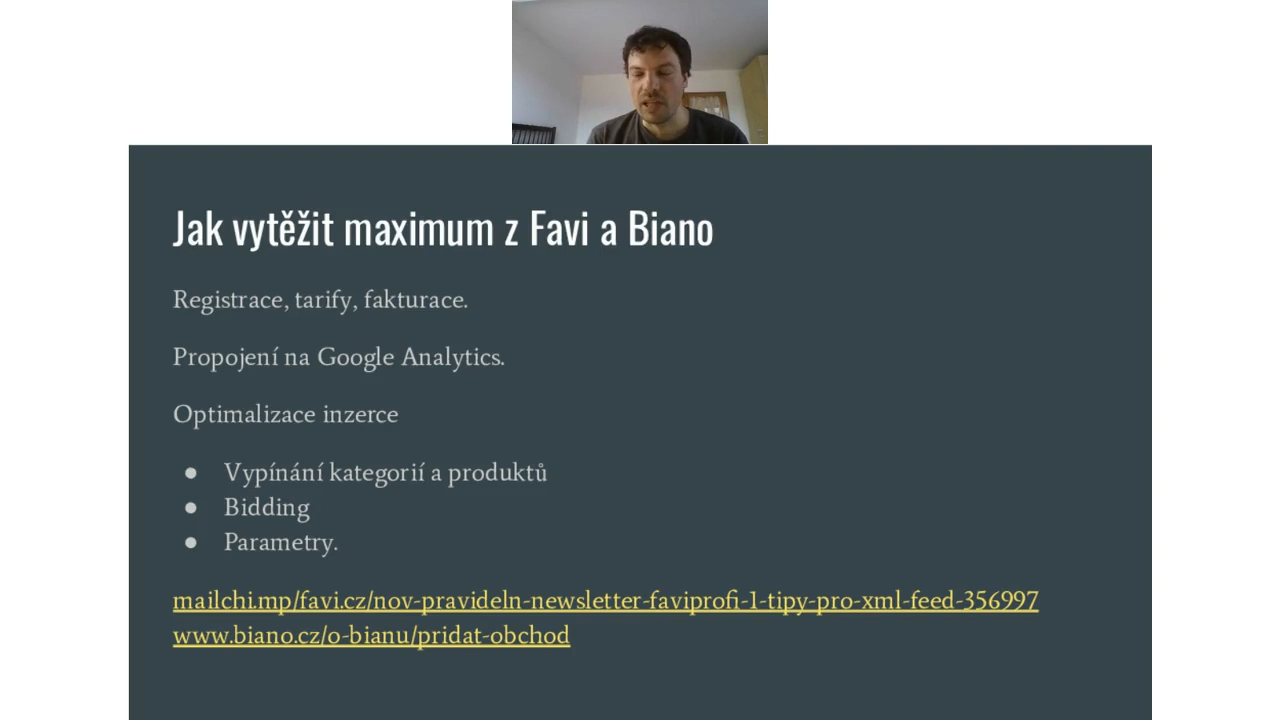 Jak vytěžit maximum z Favi a Biano
Registrace, tarify, fakturace.
Propojení na Google Analytics.
Optimalizace inzerce
● Vypínání kategorií a produktů
● Bidding
● Parametry.
mailchi.mp/favi.cz/nov-pravideln-newsletter-faviprofi-1-tipy-pro-xml-feed-356997
www.biano.cz/o-bianu/pridat-obchod